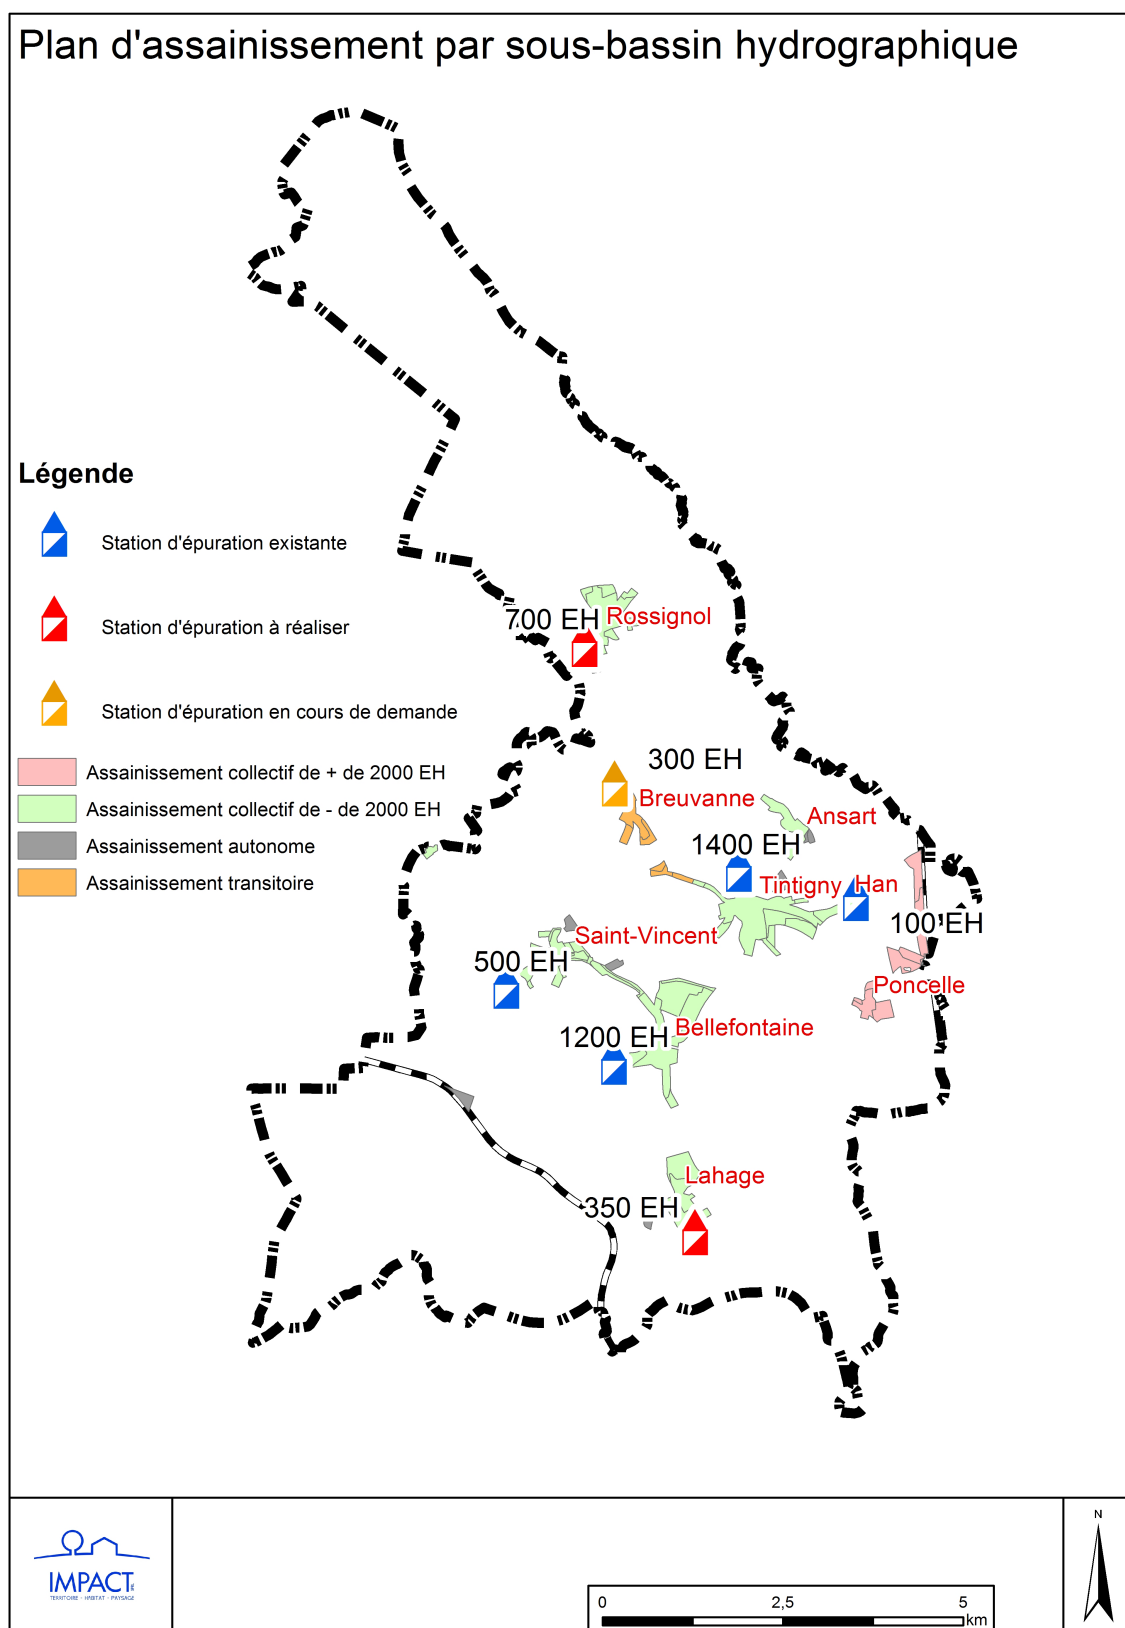 Plan d'assainissement par sous-bassin hydrographique
Légende
Station d'épuration existante
Station d'épuration à réaliser
Station d'épuration en cours de demande
Assainissement collectif de + de 2000 EH
Assainissement collectif de - de 2000 EH
Assainissement autonome
Assainissement transitoire
700 EH
Rossignol
300 EH
Breuvanne
Ansart
1400 EH
Tintigny
Han
100 EH
Saint-Vincent
500 EH
Poncelle
Bellefontaine
1200 EH
Lahage
350 EH
IMPACT
TERRITOIRE - HABITAT - PAYSAGE
N
0 2,5 5
km